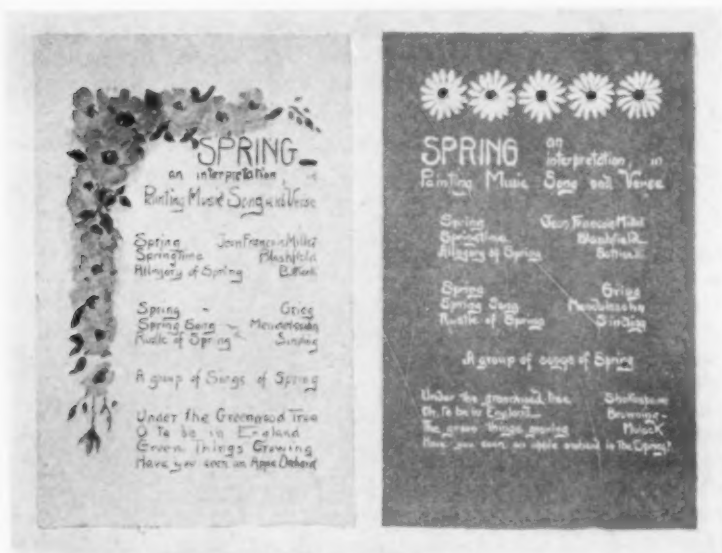 SPRING
an interpretation, in
Painting Music Song and Verse
Spring Jean Francois Millet
Springtime Blashfield
Allegory of Spring
Spring - Grieg
Spring Song Mendelssohn
Rustle of Spring Sinding
A group of Songs of Spring
Under the Greenwood Tree
O To be in England
Green Things Growing
Have you seen an Apple Orchard
SPRING an
interpretation, in
Painting Music Song and Verse
Spring Jean Francois Millet
Springtime Blashfield
Allegory of Spring
Spring Grieg
Spring Song Mendelssohn
Rustle of Spring Sinding
A group of songs of Spring
Under the greenwood tree Shakespeare
Oh, To be in England Browning -
The green things growing Mulock
Have you seen an apple orchard in the Spring?